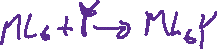 ML₆ + Y → ML₆Y